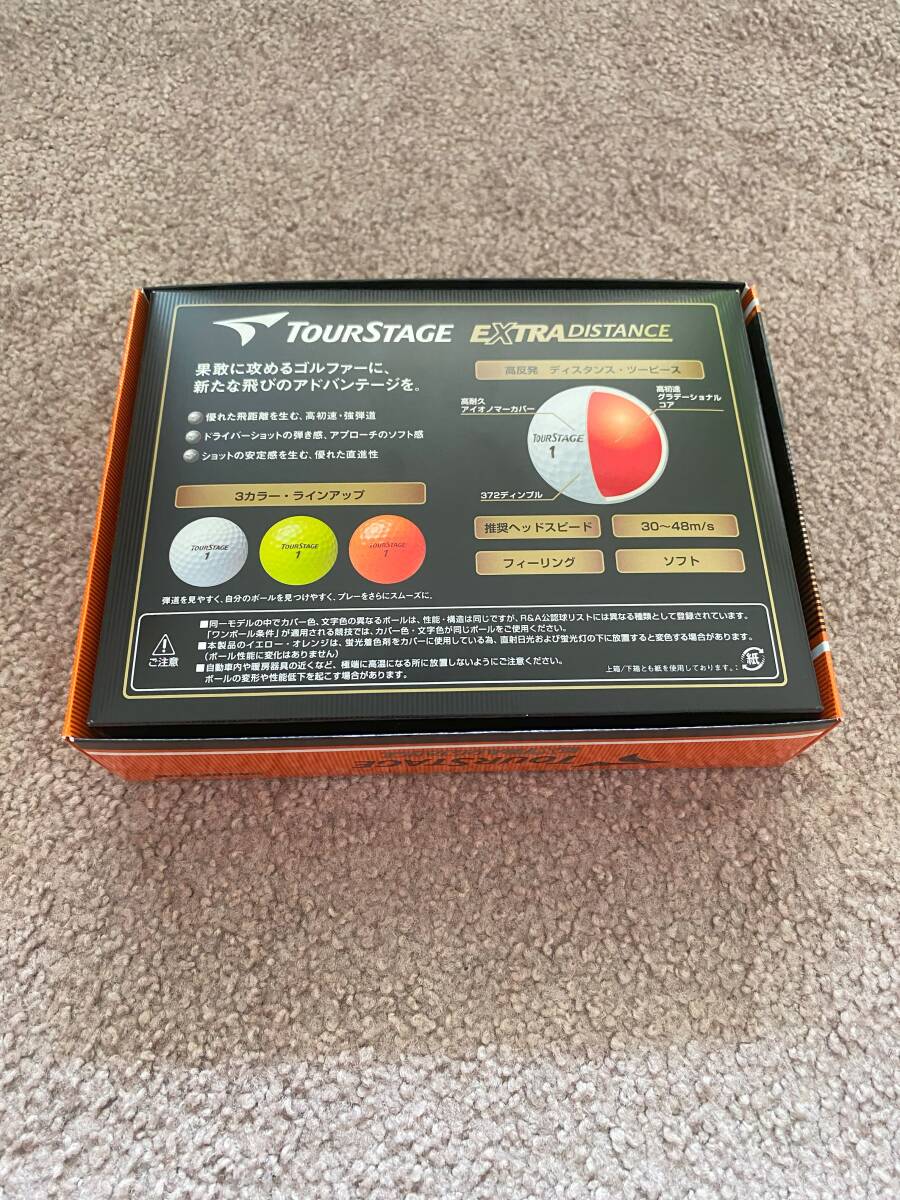 TOURSTAGE EXTRADISTANCE
果敢に攻めるゴルファーに、
新たな飛びのアドバンテージを。
優れた飛距離を生む、高初速・強弾道
ドライバーショットの弾き感、アプローチのソフト感
ショットの安定感を生む、優れた直進性
3カラー・ラインアップ
TOURSTAGE
1
TOURSTAGE
1
TOURSTAGE
1
弾道を見やすく、自分のボールを見つけやすく、プレーをさらにスムーズに。
高反発 ディスタンス・ツーピース
高耐久
アイオノマーカバー
高初速
グラデーショナル
コア
TOURSTAGE
1
372ディンプル
推奨ヘッドスピード
30〜48m/s
フィーリング
ソフト
ご注意
■同一モデルの中でカバー色、文字色の異なるボールは、性能・構造は同じですが、R&A公認球リストには異なる種類として登録されています。
「ワンボール条件」が適用される競技では、カバー色・文字色が同じボールをご使用ください。
■本製品のイエロー・オレンジは、蛍光着色剤をカバーに使用している為、直射日光および蛍光灯の下に放置すると変色する場合があります。
(ボール性能に変化はありません)
■自動車内や暖房器具の近くなど、極端に高温になる所に放置しないようにご注意ください。
ボールの変形や性能低下を起こす場合があります。
上箱/下箱とも紙を使用しております。:
紙
TOURSTAGE